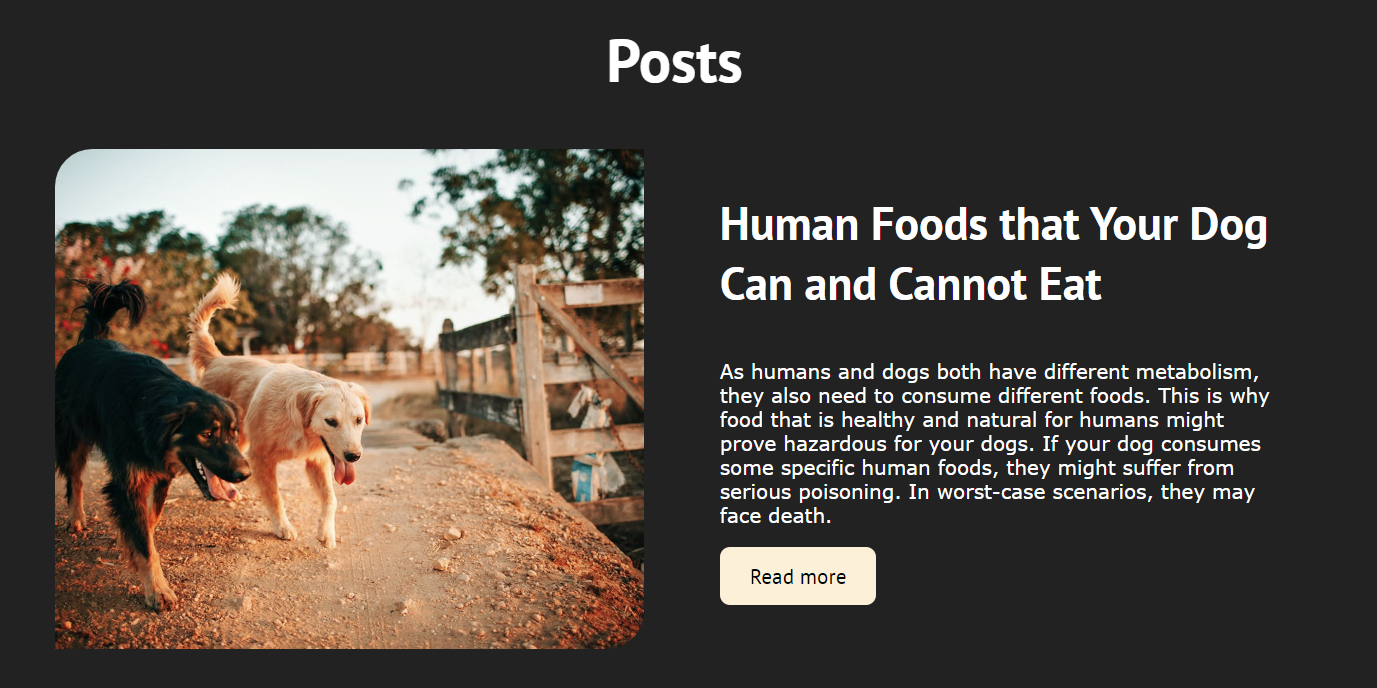 Posts
Human Foods that Your Dog
Can and Cannot Eat
As humans and dogs both have different metabolism,
they also need to consume different foods. This is why
food that is healthy and natural for humans might
prove hazardous for your dogs. If your dog consumes
some specific human foods, they might suffer from
serious poisoning. In worst-case scenarios, they may
face death.
Read more